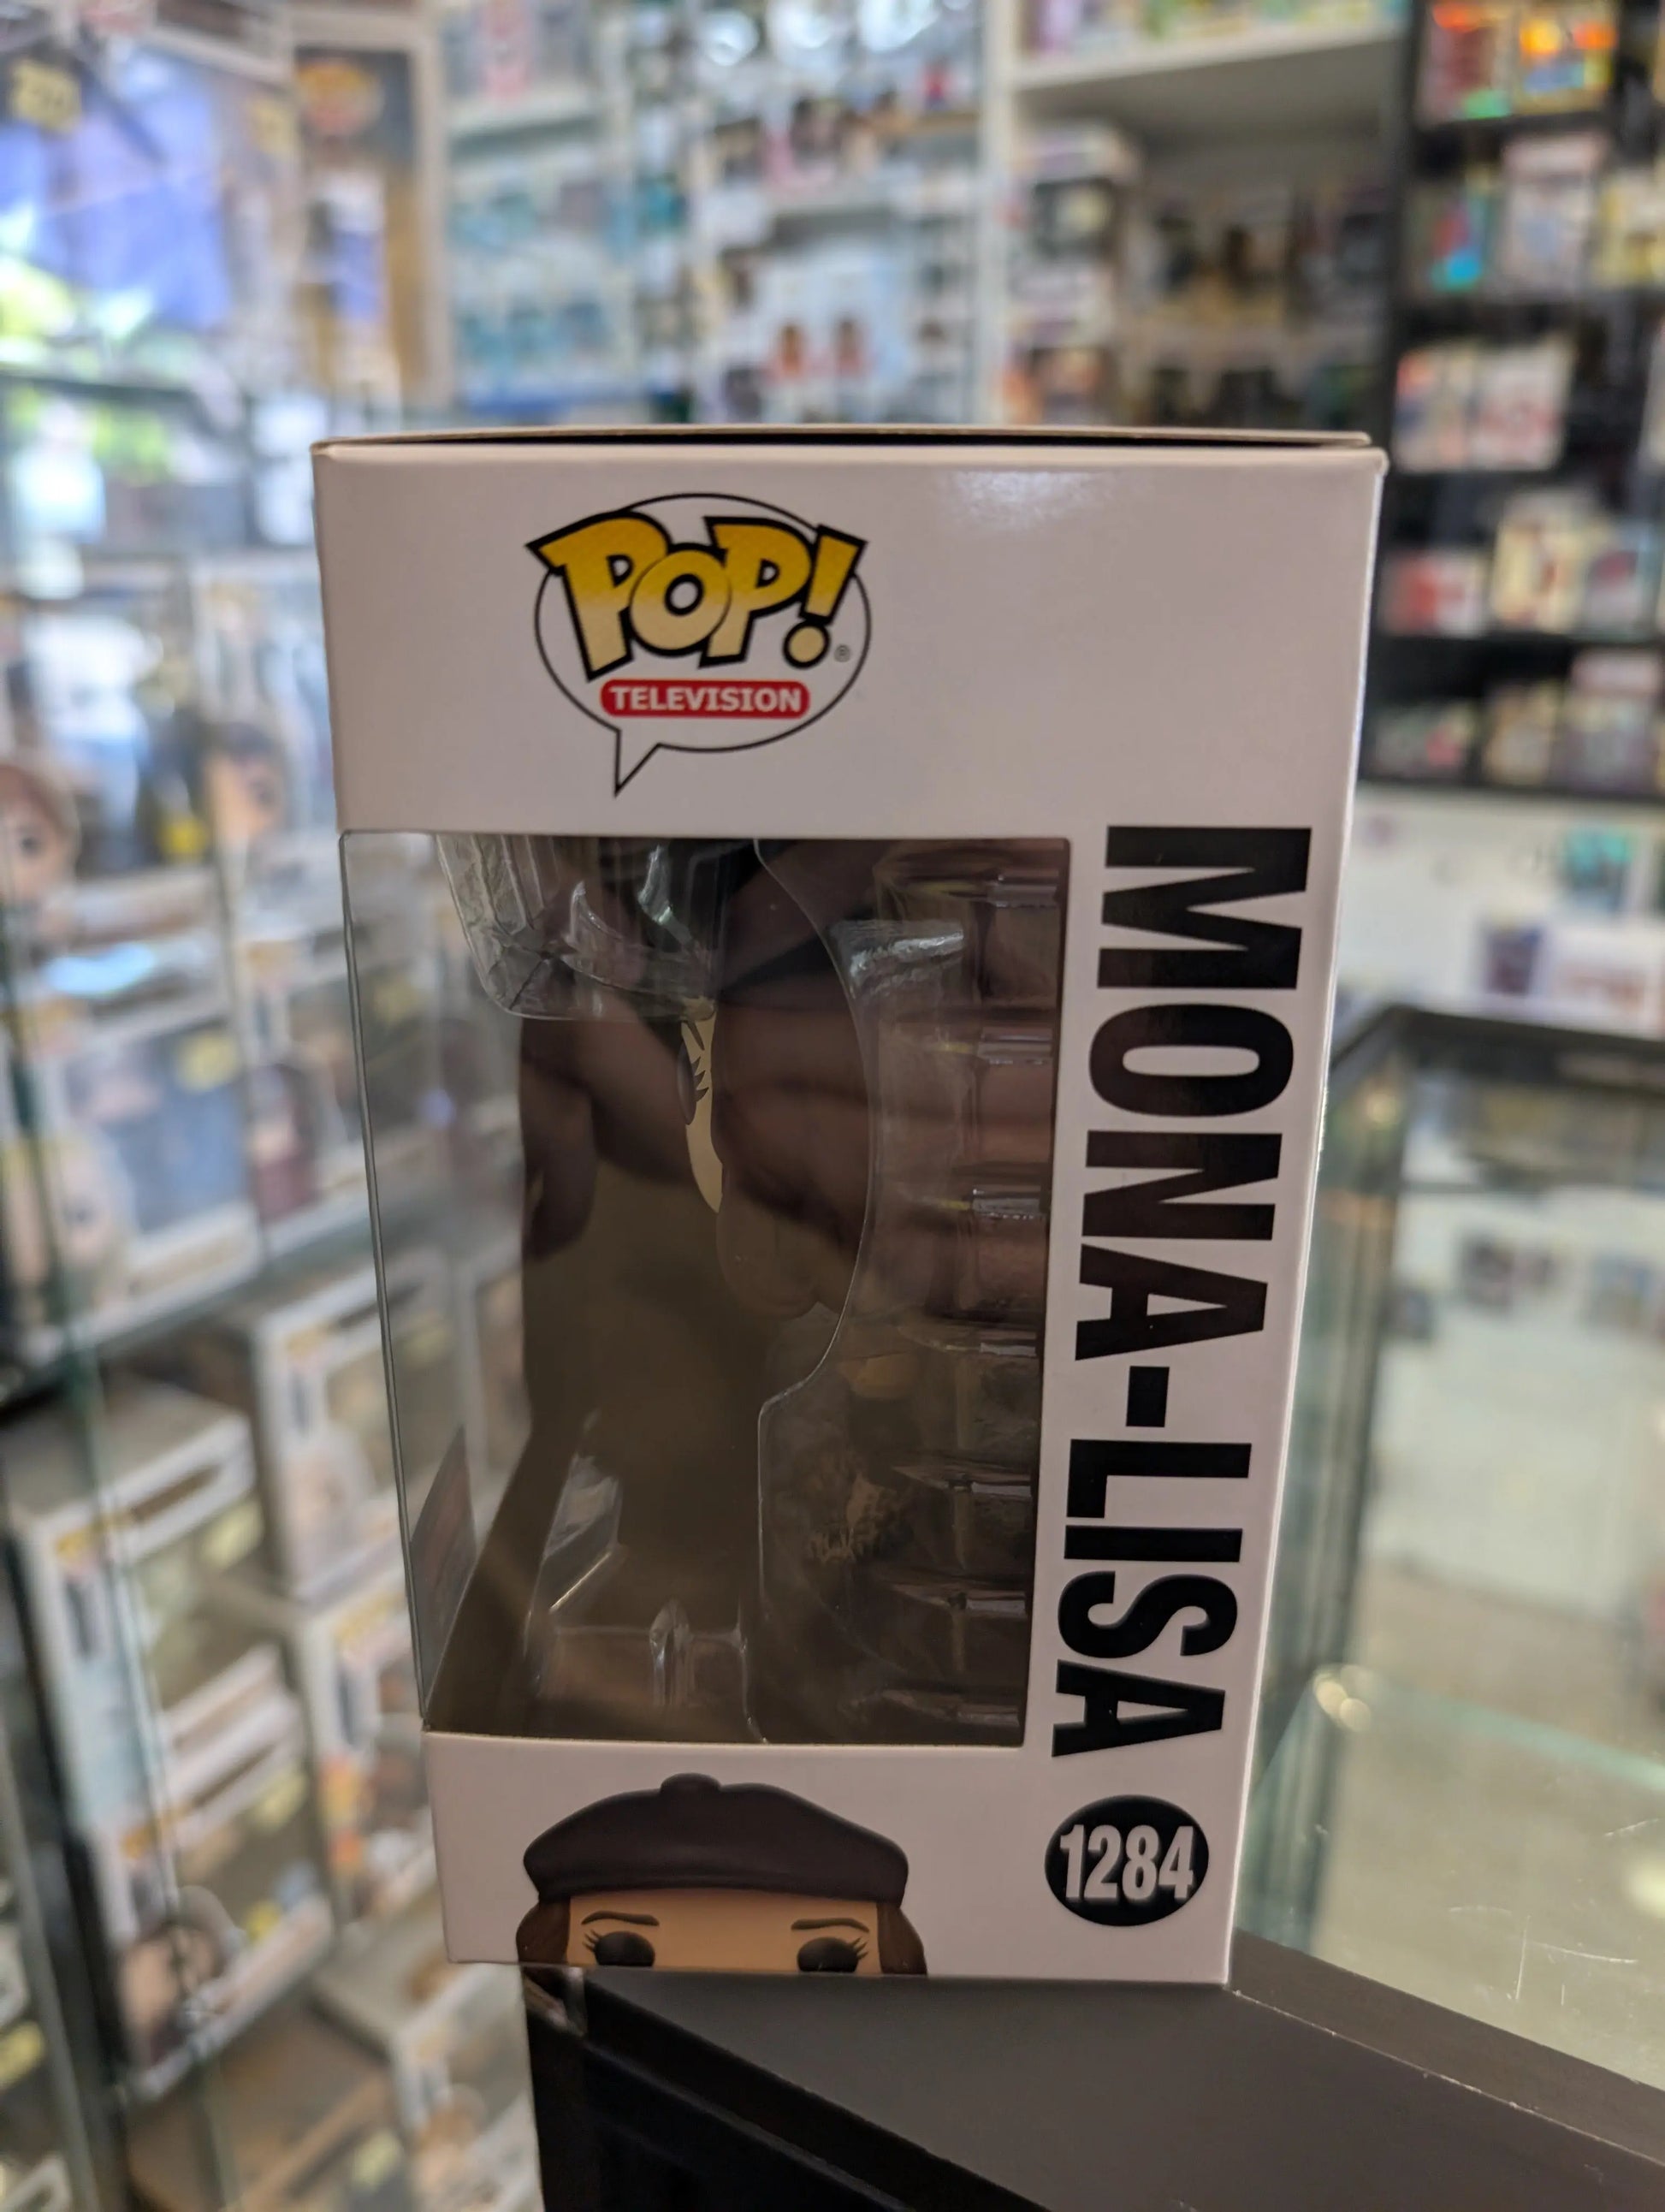 POP!
®
TELEVISION
MONA-LISA
1284